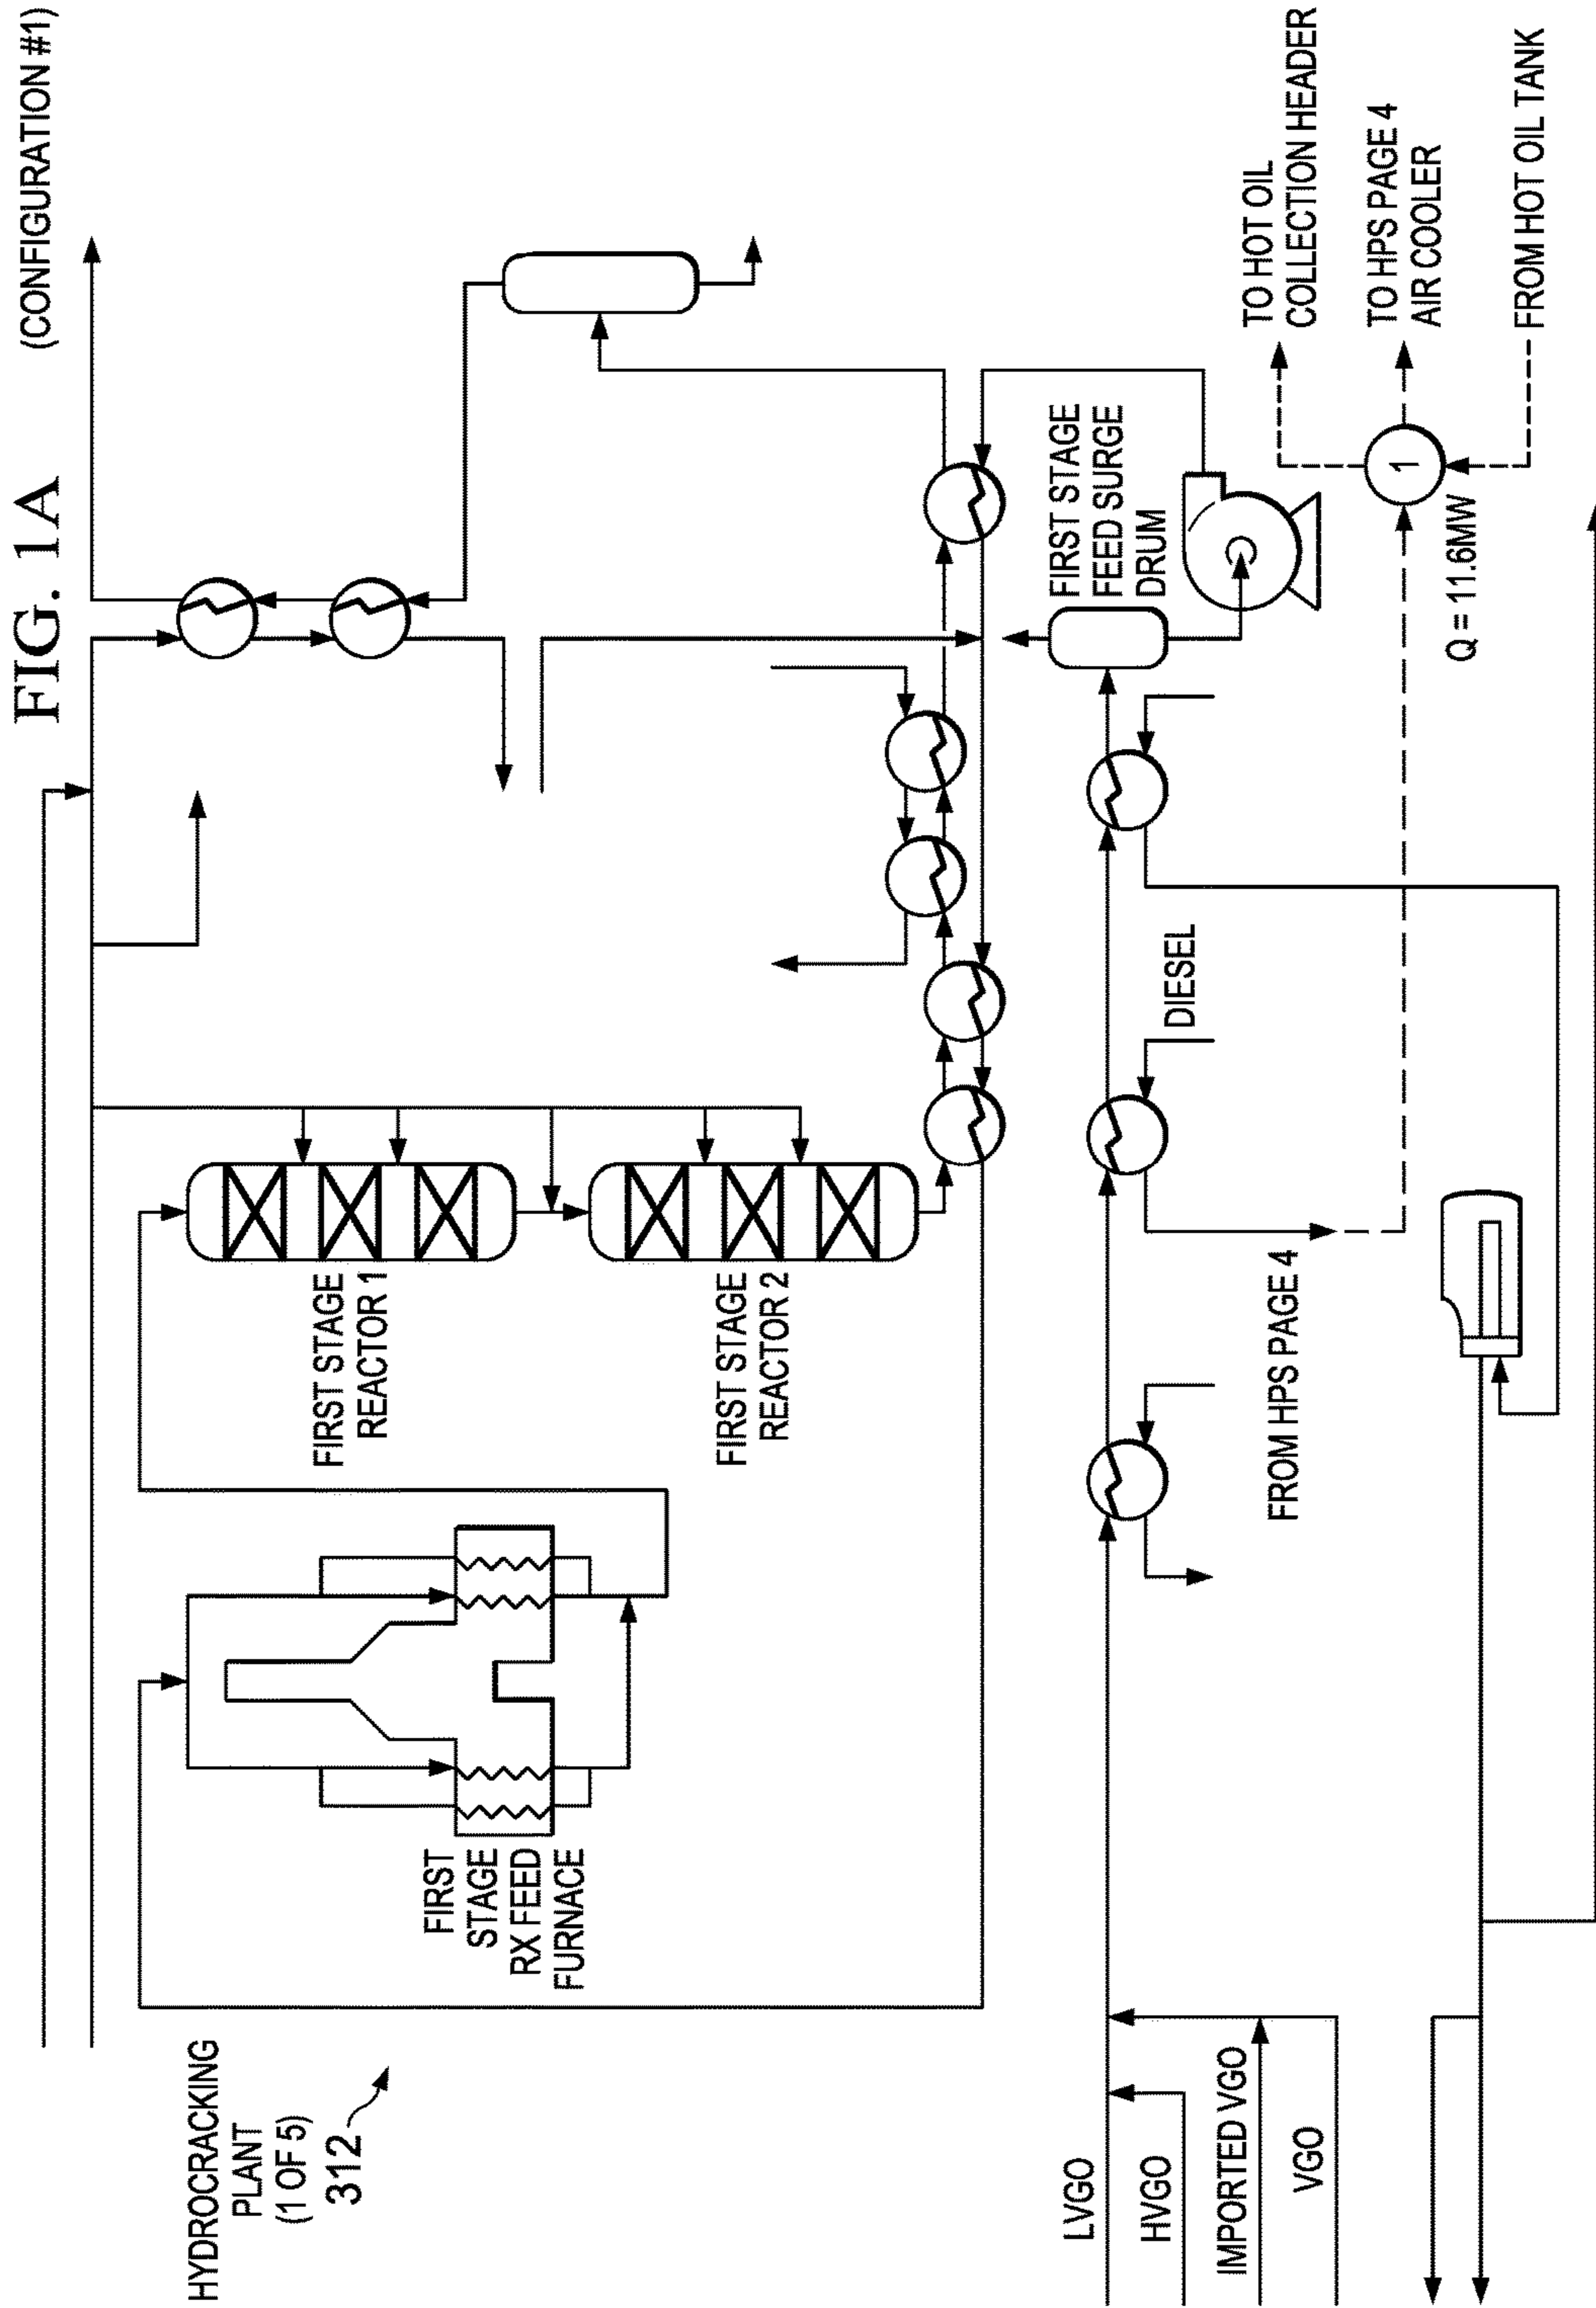 FIG. 1A
(CONFIGURATION #1)
HYDROCRACKING
PLANT
(1 OF 5)
312
FIRST
STAGE
RX FEED
FURNACE
FIRST STAGE
REACTOR 1
FIRST STAGE
REACTOR 2
FIRST STAGE
FEED SURGE
DRUM
LVGO
HVGO
IMPORTED VGO
VGO
DIESEL
FROM HPS PAGE 4
Q = 11.6MW
1
TO HOT OIL
COLLECTION HEADER
TO HPS PAGE 4
AIR COOLER
FROM HOT OIL TANK